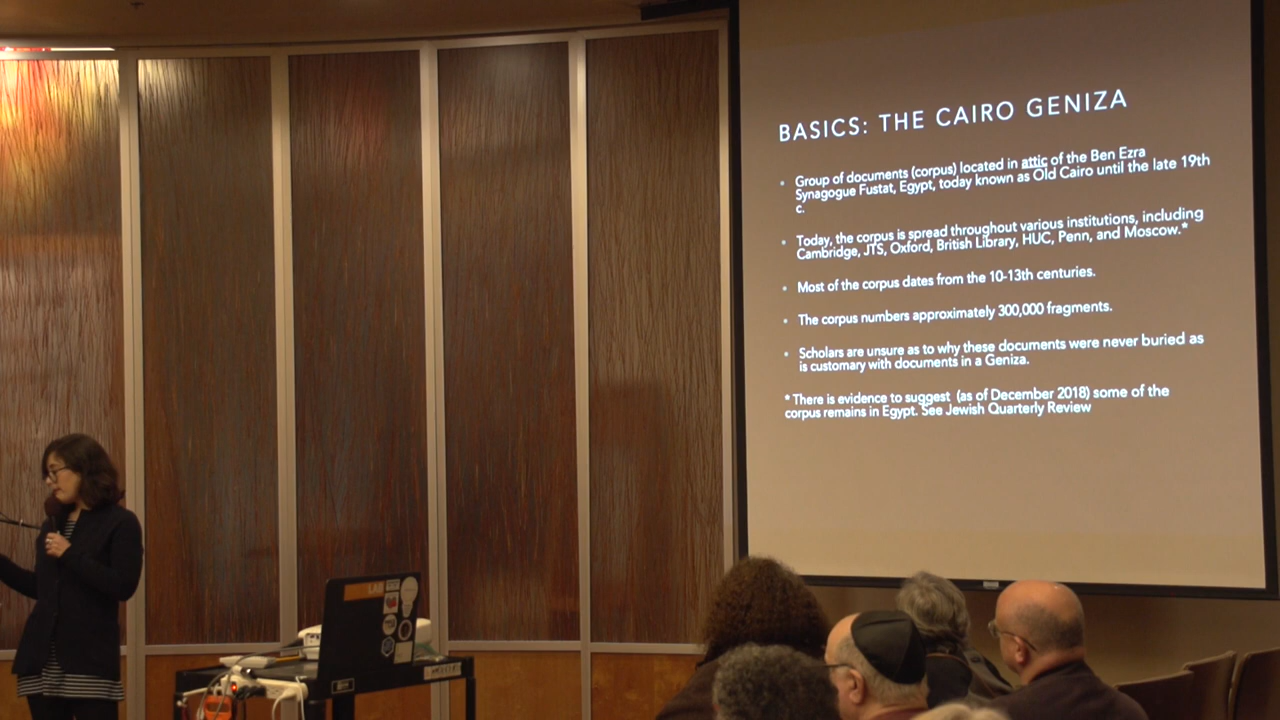 BASICS: THE CAIRO GENIZA
• Group of documents (corpus) located in attic of the Ben Ezra
Synagogue Fustat, Egypt, today known as Old Cairo until the late 19th
c.
• Today, the corpus is spread throughout various institutions, including
Cambridge, JTS, Oxford, British Library, HUC, Penn, and Moscow.*
• Most of the corpus dates from the 10-13th centuries.
• The corpus numbers approximately 300,000 fragments.
• Scholars are unsure as to why these documents were never buried as
is customary with documents in a Geniza.
* There is evidence to suggest (as of December 2018) some of the
corpus remains in Egypt. See Jewish Quarterly Review
LAB